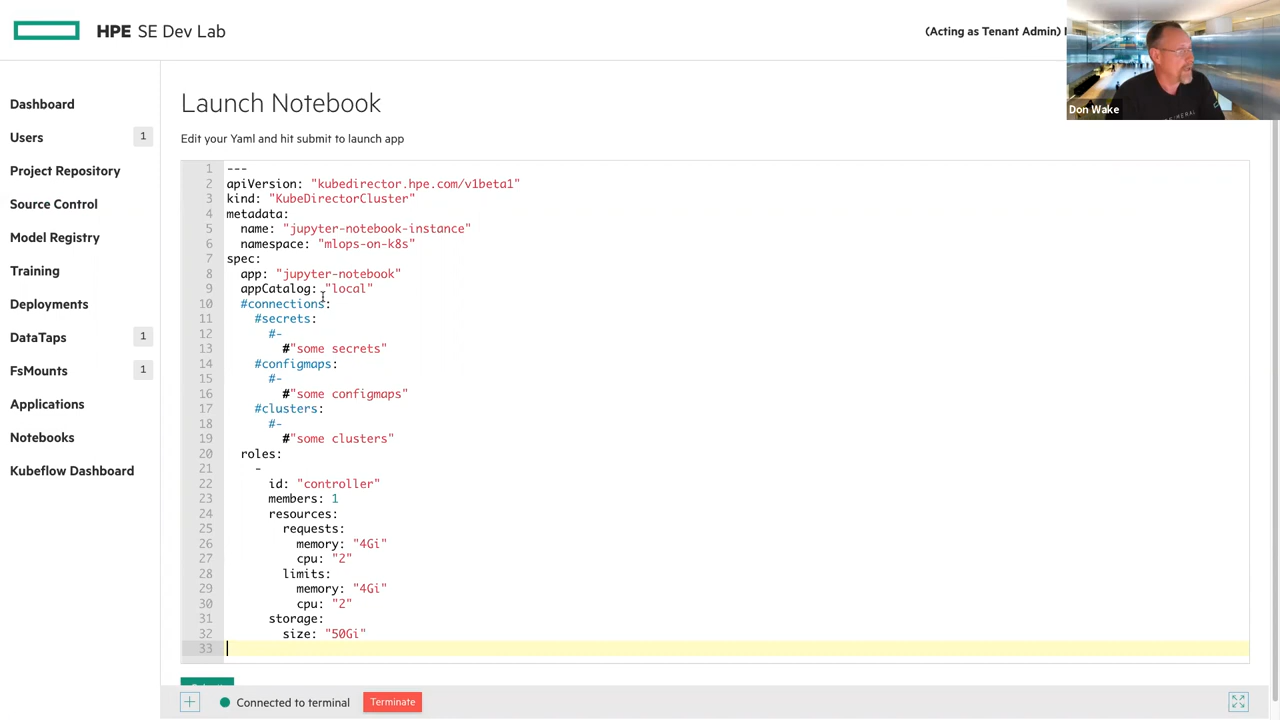 HPE SE Dev Lab
(Acting as Tenant Admin)
Don Wake
Dashboard
Users 1
Project Repository
Source Control
Model Registry
Training
Deployments
DataTaps 1
FsMounts 1
Applications
Notebooks
Kubeflow Dashboard
Launch Notebook
Edit your Yaml and hit submit to launch app
1 ---
2 apiVersion: "kubedirector.hpe.com/v1beta1"
3 kind: "KubeDirectorCluster"
4 metadata:
5 name: "jupyter-notebook-instance"
6 namespace: "mlops-on-k8s"
7 spec:
8 app: "jupyter-notebook"
9 appCatalog: "local"
10 #connections:
11 #secrets:
12 #-
13 #"some secrets"
14 #configmaps:
15 #-
16 #"some configmaps"
17 #clusters:
18 #-
19 #"some clusters"
20 roles:
21 -
22 id: "controller"
23 members: 1
24 resources:
25 requests:
26 memory: "4Gi"
27 cpu: "2"
28 limits:
29 memory: "4Gi"
30 cpu: "2"
31 storage:
32 size: "50Gi"
33
Connected to terminal
Terminate